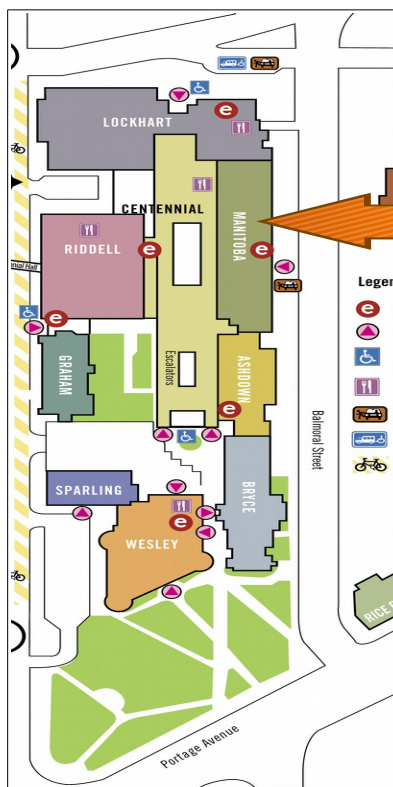 LOCKHART
CENTENNIAL
MANITOBA
RIDDELL
e
e
e
e
e
e
Legen
e
Escalators
ASHDOWN
GRAHAM
Balmoral Street
SPARLING
BRYCE
WESLEY
RICE
Portage Avenue